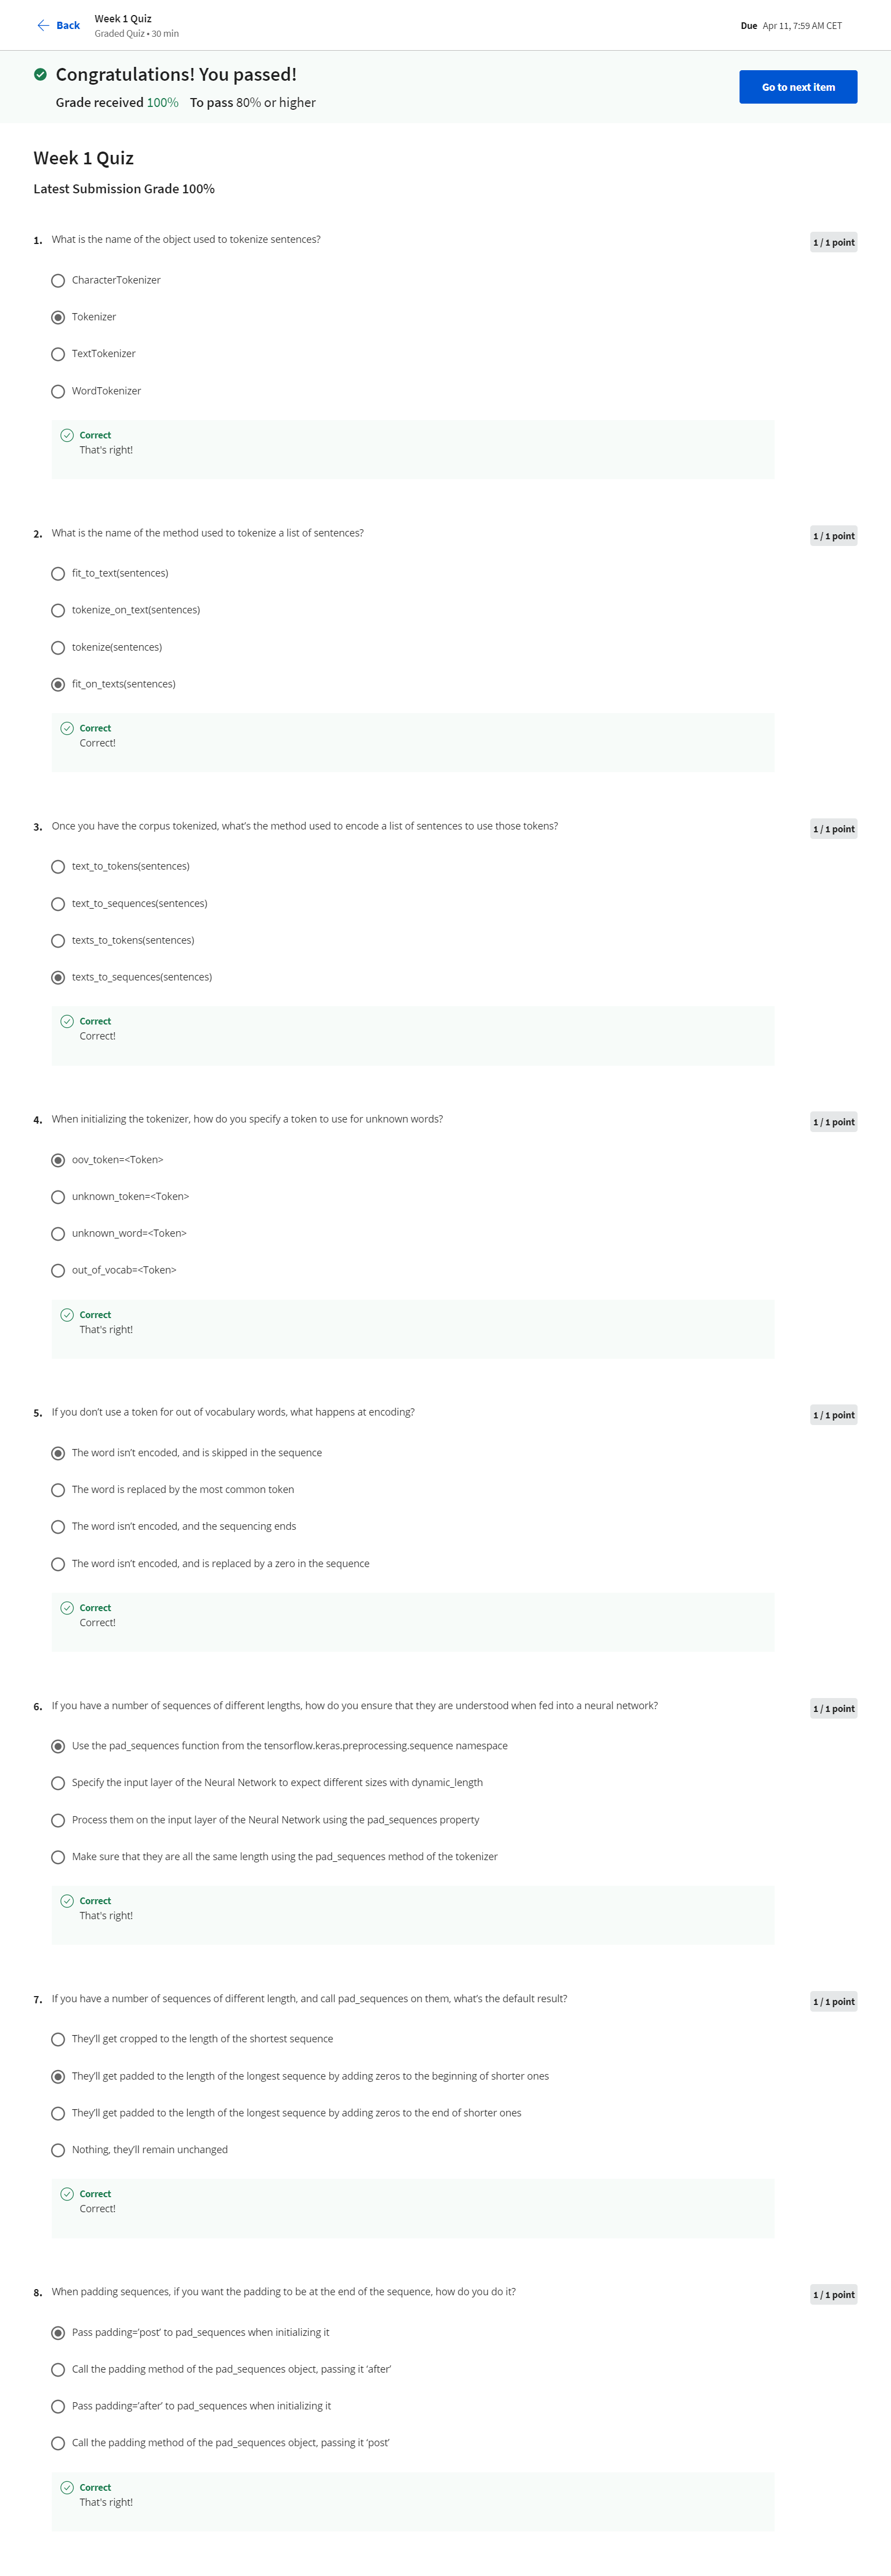 Back
Week 1 Quiz
Graded Quiz • 30 min
Due Apr 11, 7:59 AM CET
Congratulations! You passed!
Grade received 100% To pass 80% or higher
Go to next item
Week 1 Quiz
Latest Submission Grade 100%
1. What is the name of the object used to tokenize sentences?
1 / 1 point
CharacterTokenizer
Tokenizer
TextTokenizer
WordTokenizer
Correct
That's right!
2. What is the name of the method used to tokenize a list of sentences?
1 / 1 point
fit_to_text(sentences)
tokenize_on_text(sentences)
tokenize(sentences)
fit_on_texts(sentences)
Correct
Correct!
3. Once you have the corpus tokenized, what’s the method used to encode a list of sentences to use those tokens?
1 / 1 point
text_to_tokens(sentences)
text_to_sequences(sentences)
texts_to_tokens(sentences)
texts_to_sequences(sentences)
Correct
Correct!
4. When initializing the tokenizer, how do you specify a token to use for unknown words?
1 / 1 point
oov_token=<Token>
unknown_token=<Token>
unknown_word=<Token>
out_of_vocab=<Token>
Correct
That's right!
5. If you don’t use a token for out of vocabulary words, what happens at encoding?
1 / 1 point
The word isn’t encoded, and is skipped in the sequence
The word is replaced by the most common token
The word isn’t encoded, and the sequencing ends
The word isn’t encoded, and is replaced by a zero in the sequence
Correct
Correct!
6. If you have a number of sequences of different lengths, how do you ensure that they are understood when fed into a neural network?
1 / 1 point
Use the pad_sequences function from the tensorflow.keras.preprocessing.sequence namespace
Specify the input layer of the Neural Network to expect different sizes with dynamic_length
Process them on the input layer of the Neural Network using the pad_sequences property
Make sure that they are all the same length using the pad_sequences method of the tokenizer
Correct
That's right!
7. If you have a number of sequences of different length, and call pad_sequences on them, what’s the default result?
1 / 1 point
They’ll get cropped to the length of the shortest sequence
They’ll get padded to the length of the longest sequence by adding zeros to the beginning of shorter ones
They’ll get padded to the length of the longest sequence by adding zeros to the end of shorter ones
Nothing, they’ll remain unchanged
Correct
Correct!
8. When padding sequences, if you want the padding to be at the end of the sequence, how do you do it?
1 / 1 point
Pass padding=’post’ to pad_sequences when initializing it
Call the padding method of the pad_sequences object, passing it ‘after’
Pass padding=’after’ to pad_sequences when initializing it
Call the padding method of the pad_sequences object, passing it ‘post’
Correct
That's right!